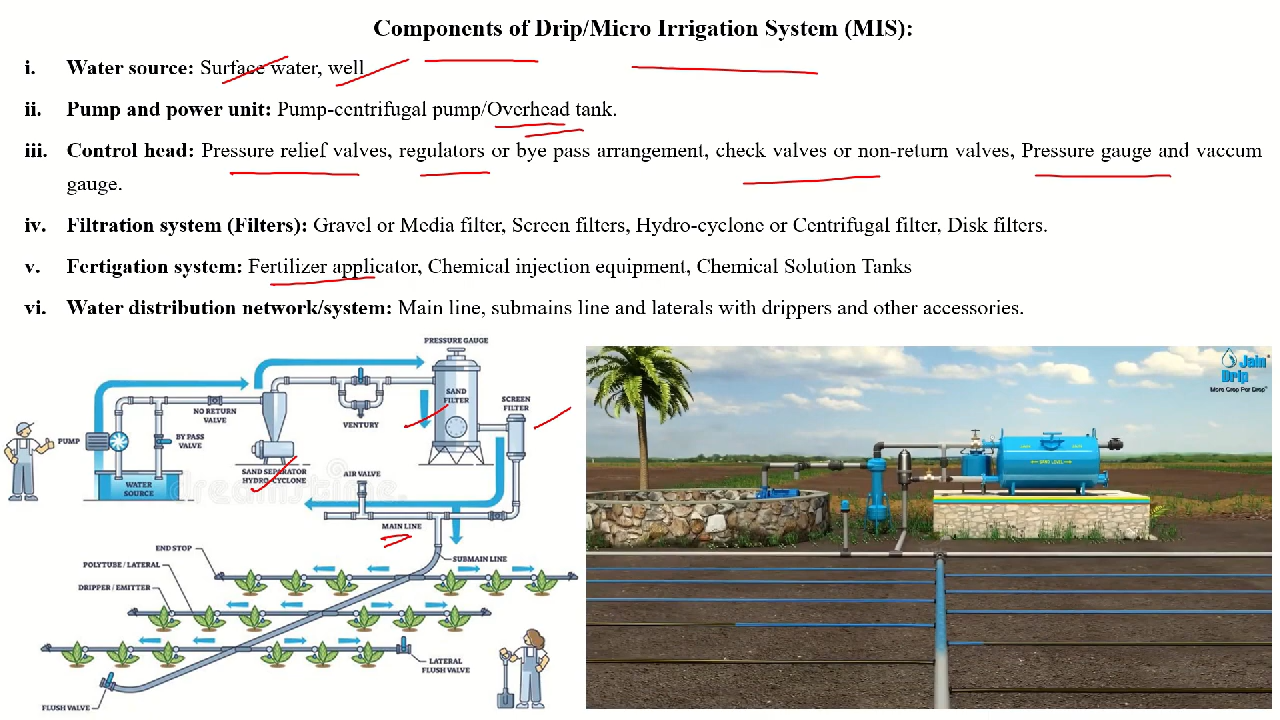 Components of Drip/Micro Irrigation System (MIS):
i. Water source: Surface water, well
ii. Pump and power unit: Pump-centrifugal pump/Overhead tank.
iii. Control head: Pressure relief valves, regulators or bye pass arrangement, check valves or non-return valves, Pressure gauge and vaccum
gauge.
iv. Filtration system (Filters): Gravel or Media filter, Screen filters, Hydro-cyclone or Centrifugal filter, Disk filters.
v. Fertigation system: Fertilizer applicator, Chemical injection equipment, Chemical Solution Tanks
vi. Water distribution network/system: Main line, submains line and laterals with drippers and other accessories.
PRESSURE GAUGE
SAND
FILTER
SCREEN
FILTER
NO RETURN
VALVE
VENTURY
PUMP
BY PASS
VALVE
SAND SEPARATOR
HYDRO-CYCLONE
AIR VALVE
WATER
SOURCE
dreamstime.
MAIN LINE
END STOP
SUBMAIN LINE
POLYTUBE / LATERAL
DRIPPER / EMITTER
LATERAL
FLUSH VALVE
FLUSH VALVE
Jain
Drip
More Crop Per Drop
SAND LEVEL